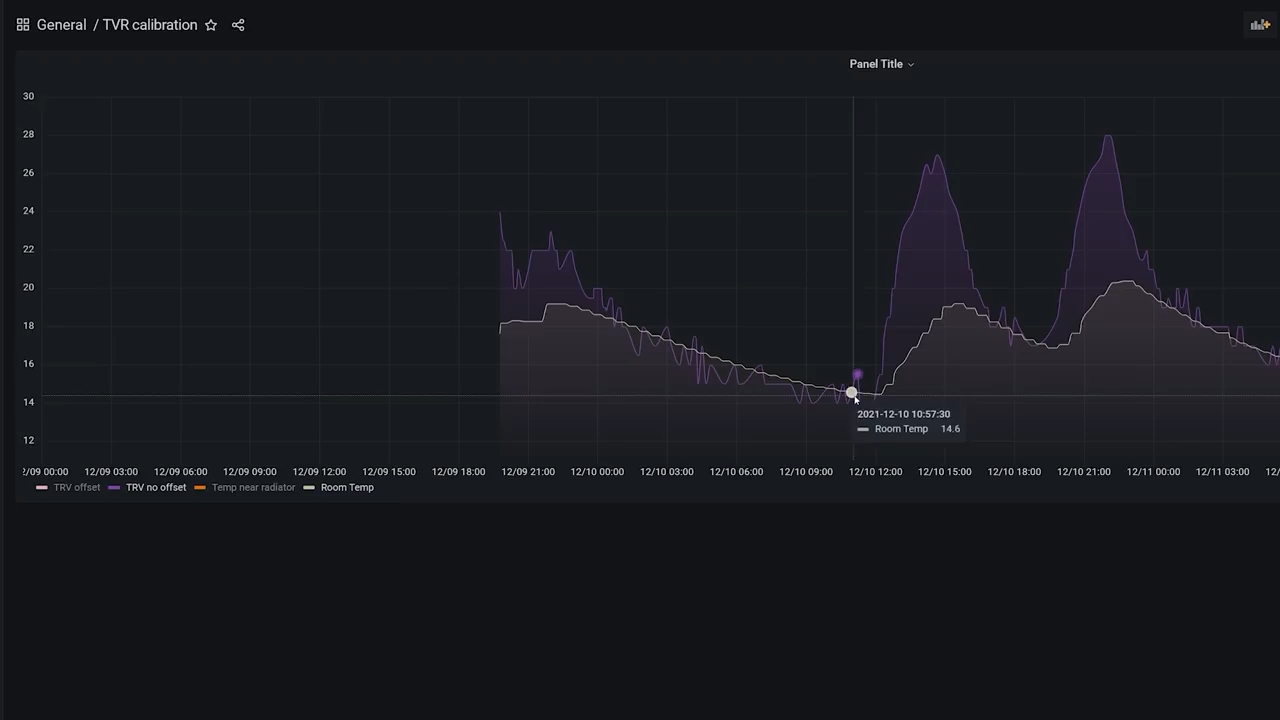 General / TVR calibration
Panel Title
30
28
26
24
22
20
18
16
14
12
2021-12-10 10:57:30
Room Temp 14.6
2/09 00:00 12/09 03:00 12/09 06:00 12/09 09:00 12/09 12:00 12/09 15:00 12/09 18:00 12/09 21:00 12/10 00:00 12/10 03:00 12/10 06:00 12/10 09:00 12/10 12:00 12/10 15:00 12/10 18:00 12/10 21:00 12/11 00:00 12/11 03:00 12/
TRV offset TRV no offset Temp near radiator Room Temp